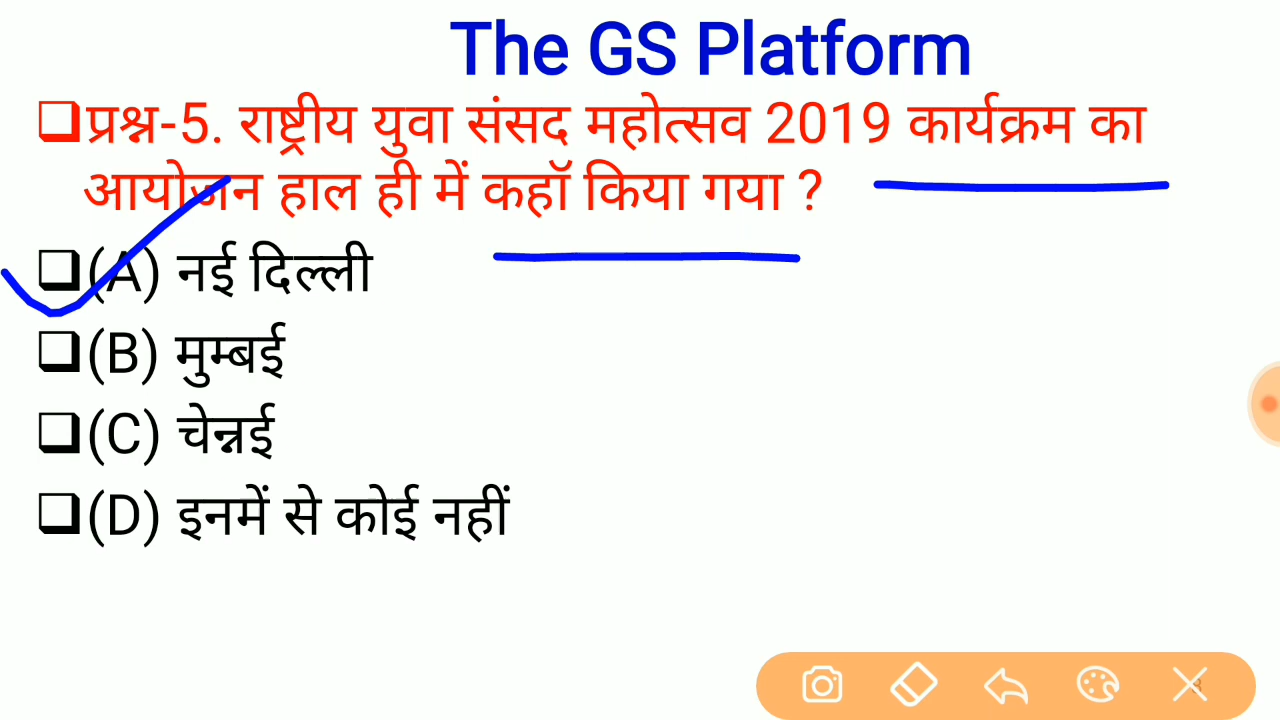 The GS Platform
❑प्रश्न-5. राष्ट्रीय युवा संसद महोत्सव 2019 कार्यक्रम का
आयोजन हाल ही में कहॉ किया गया ?
❑(A) नई दिल्ली
❑(B) मुम्बई
❑(C) चेन्नई
❑(D) इनमें से कोई नहीं